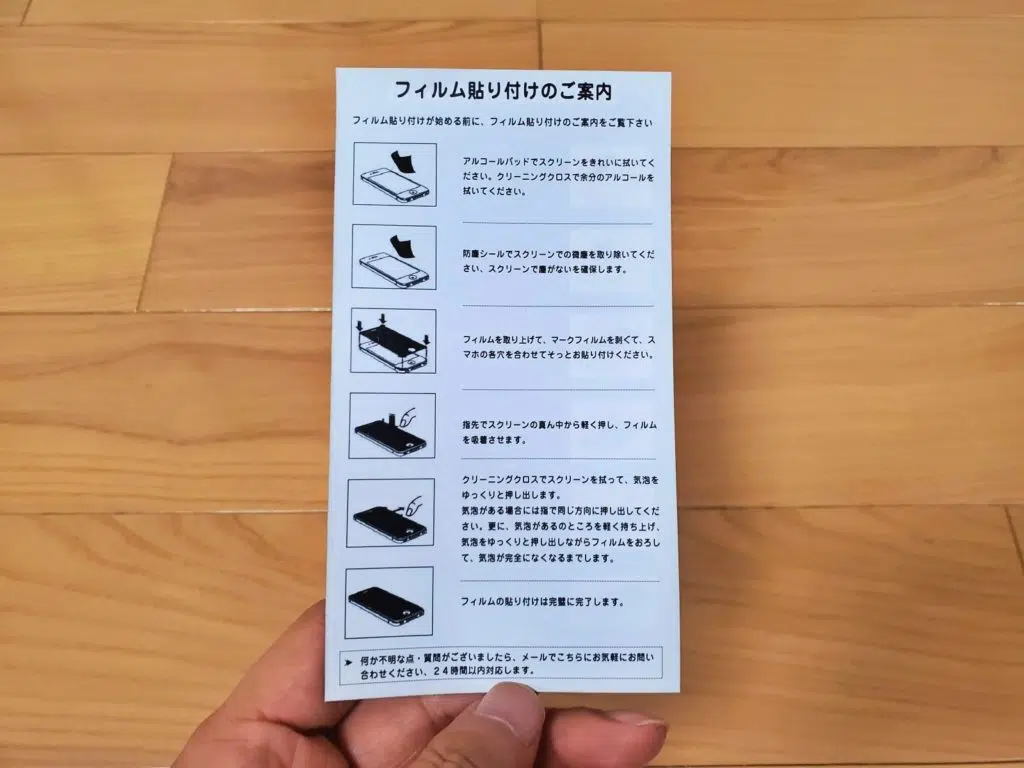 フィルム貼り付けのご案内
フィルム貼り付けが始める前に、フィルム貼り付けのご案内をご覧下さい
アルコールパッドでスクリーンをきれいに拭いてく
ださい。クリーニングクロスで余分のアルコールを
拭いてください。
防塵シールでスクリーンでの微塵を取り除いてくだ
さい、スクリーンで塵がないを確保します。
フィルムを取り上げて、マークフィルムを剥くて、ス
マホの各穴を合わせてそっとお貼り付けください。
指先でスクリーンの真ん中から軽く押し、フィルム
を吸着させます。
クリーニングクロスでスクリーンを拭って、気泡を
ゆっくりと押し出します。
気泡がある場合には指で同じ方向に押し出してくだ
さい。更に、気泡があるのところを軽く持ち上げ、
気泡をゆっくりと押し出しながらフィルムをおろし
て、気泡が完全になくなるまでします。
フィルムの貼り付けは完璧に完了します。
➤ 何か不明な点・質問がございましたら、メールでこちらにお気軽にお問い
合わせください、24時間以内対応します。